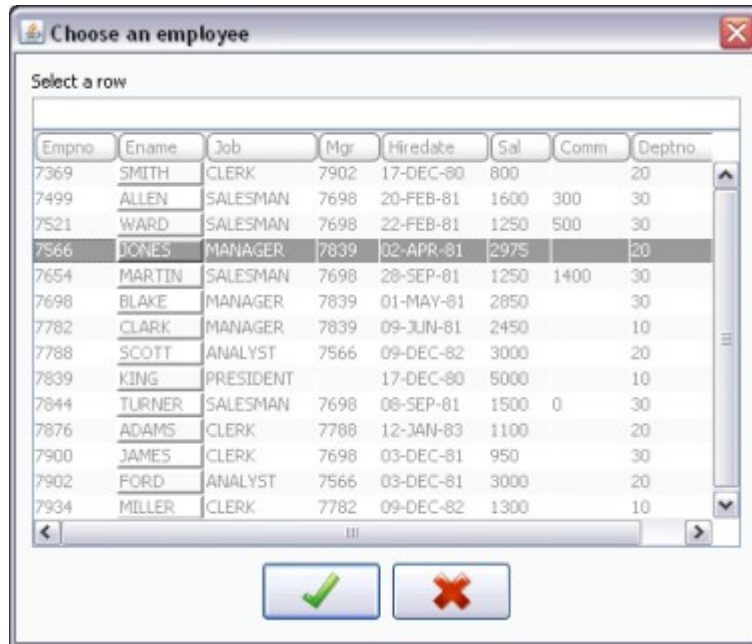 Choose an employee
Select a row
Empno Ename Job Mgr Hiredate Sal Comm Deptno
7369 SMITH CLERK 7902 17-DEC-80 800 20
7499 ALLEN SALESMAN 7698 20-FEB-81 1600 300 30
7521 WARD SALESMAN 7698 22-FEB-81 1250 500 30
7566 JONES MANAGER 7839 02-APR-81 2975 20
7654 MARTIN SALESMAN 7698 28-SEP-81 1250 1400 30
7698 BLAKE MANAGER 7839 01-MAY-81 2850 30
7782 CLARK MANAGER 7839 09-JUN-81 2450 10
7788 SCOTT ANALYST 7566 09-DEC-82 3000 20
7839 KING PRESIDENT 17-DEC-80 5000 10
7844 TURNER SALESMAN 7698 08-SEP-81 1500 0 30
7876 ADAMS CLERK 7788 12-JAN-83 1100 20
7900 JAMES CLERK 7698 03-DEC-81 950 30
7902 FORD ANALYST 7566 03-DEC-81 3000 20
7934 MILLER CLERK 7782 09-DEC-82 1300 10